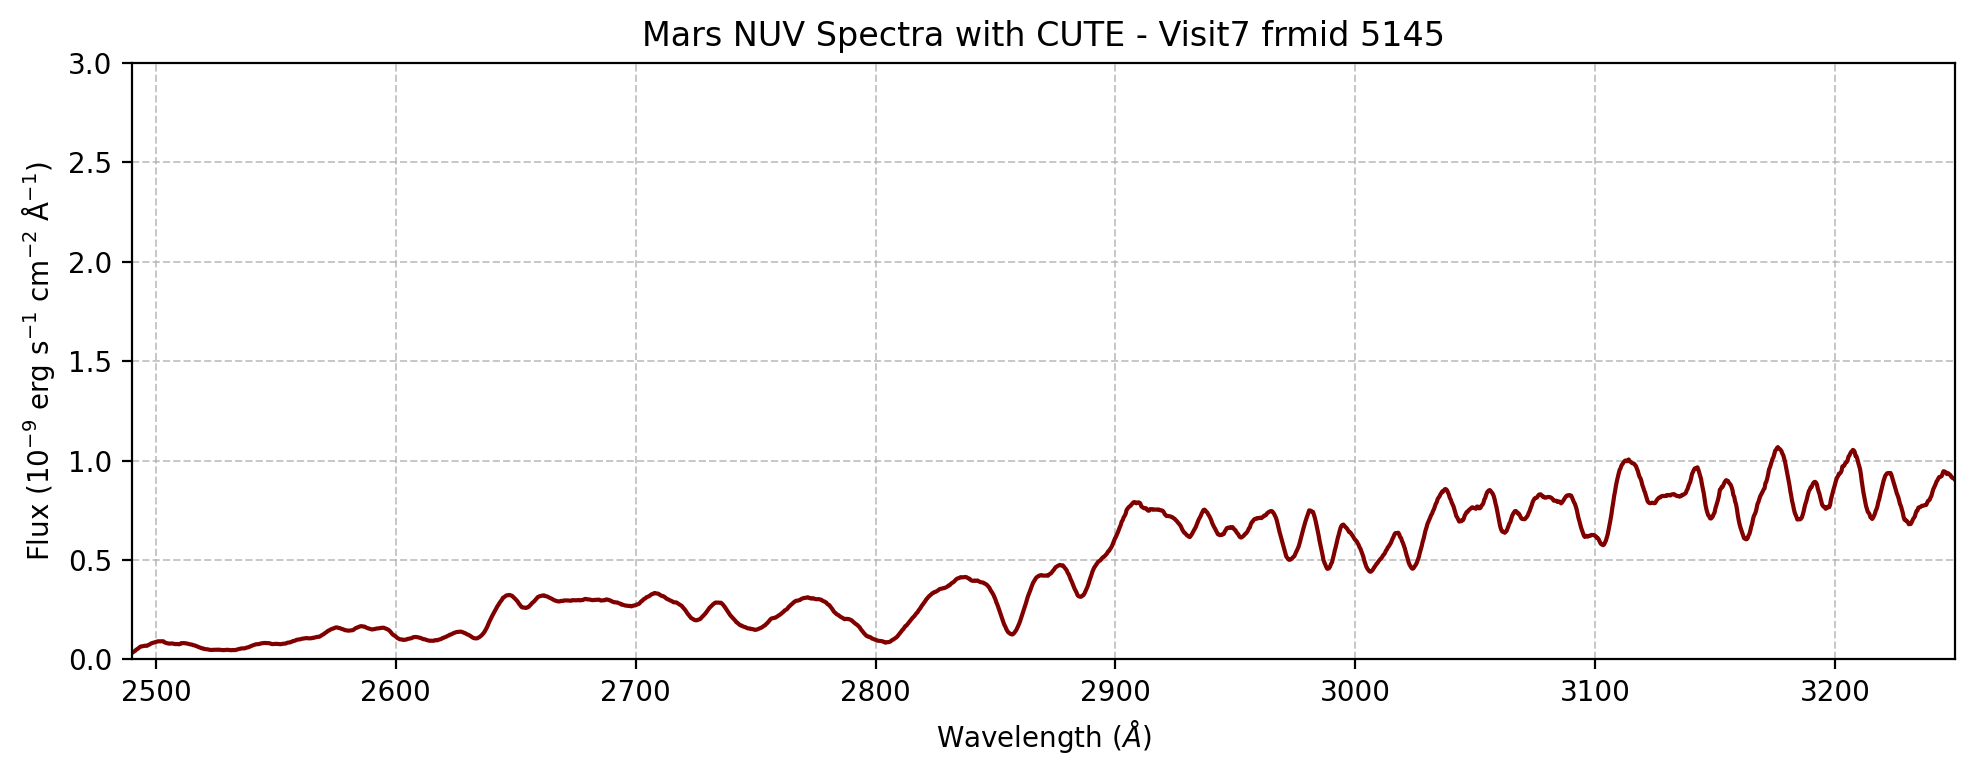 Mars NUV Spectra with CUTE - Visit7 frmid 5145
3.0
2.5
2.0
1.5
1.0
0.5
0.0
Flux (10⁻⁹ erg s⁻¹ cm⁻² Å⁻¹)
2500 2600 2700 2800 2900 3000 3100 3200
Wavelength (Å)